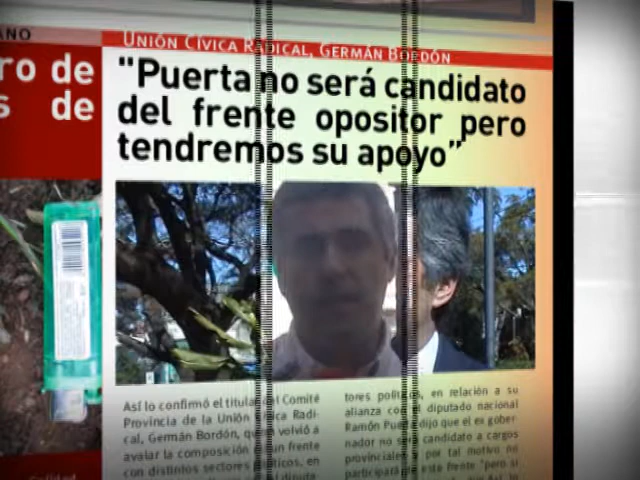 ANO
UNIÓN CÍVICA RADICAL, GERMÁN BORDÓN
ro de
s de
"Puerta no será candidato
del frente opositor pero
tendremos su apoyo"
Así lo confirmó el titular del Comité
Provincia de la Unión Cívica Radi-
cal, Germán Bordón, quien volvió a
avalar la composición de un frente
con distintos sectores políticos, en
tores políticos, en relación a su
alianza con el diputado nacional
Ramón Puerta dijo que el ex gober
nador no será candidato a cargos
provinciales y por tal motivo no
participará de este frente "pero si